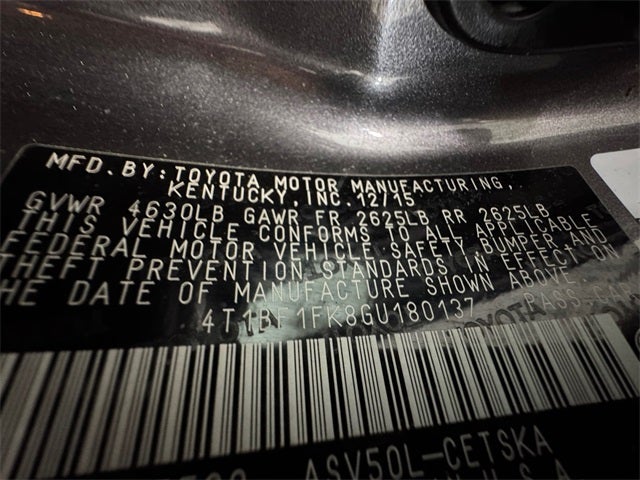 MFD. BY: TOYOTA MOTOR MANUFACTURING,
KENTUCKY, INC. 12/15
GVWR 4630LB GAWR FR 2625LB RR 2625LB
THIS VEHICLE CONFORMS TO ALL APPLICABLE
FEDERAL MOTOR VEHICLE SAFETY, BUMPER AND
THEFT PREVENTION STANDARDS IN EFFECT ON
HE DATE OF MANUFACTURE SHOWN ABOVE.
4T1BF1FK8GU180137 PASS.CAR
ASV50L-CETSKA
U.S.A.